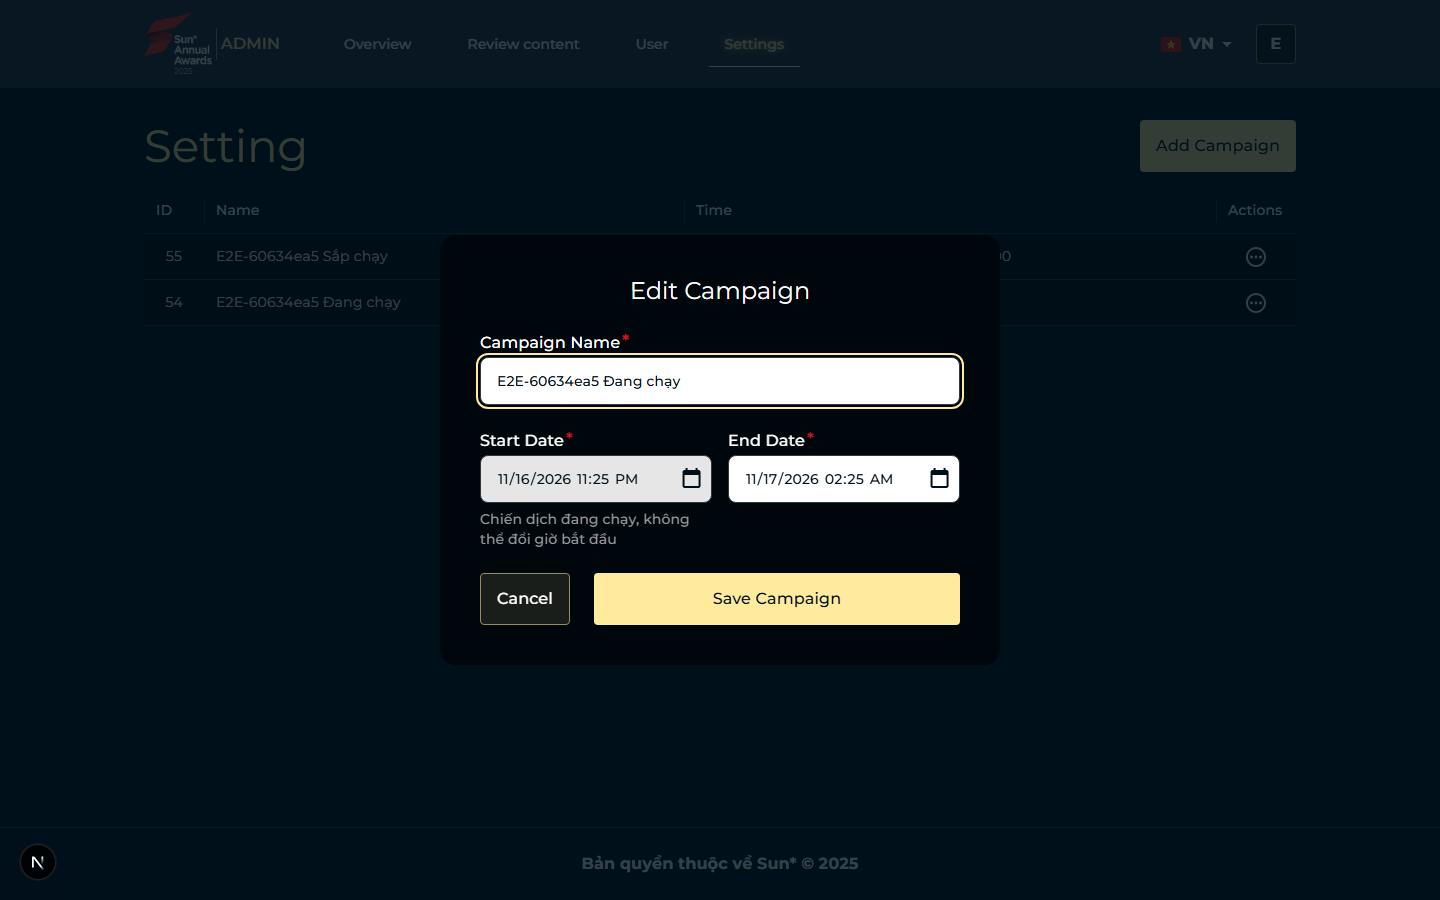 Sun*
Annual
Awards
2025
ADMIN
Overview
Review content
User
Settings
VN
E
Setting
Add Campaign
ID
Name
Time
Actions
55
E2E-60634ea5 Sắp chạy
54
E2E-60634ea5 Đang chạy
Edit Campaign
Campaign Name*
E2E-60634ea5 Đang chạy
Start Date*
End Date*
11/16/2026 11:25 PM
11/17/2026 02:25 AM
Chiến dịch đang chạy, không
thể đổi giờ bắt đầu
Cancel
Save Campaign
N
Bản quyền thuộc về Sun* © 2025